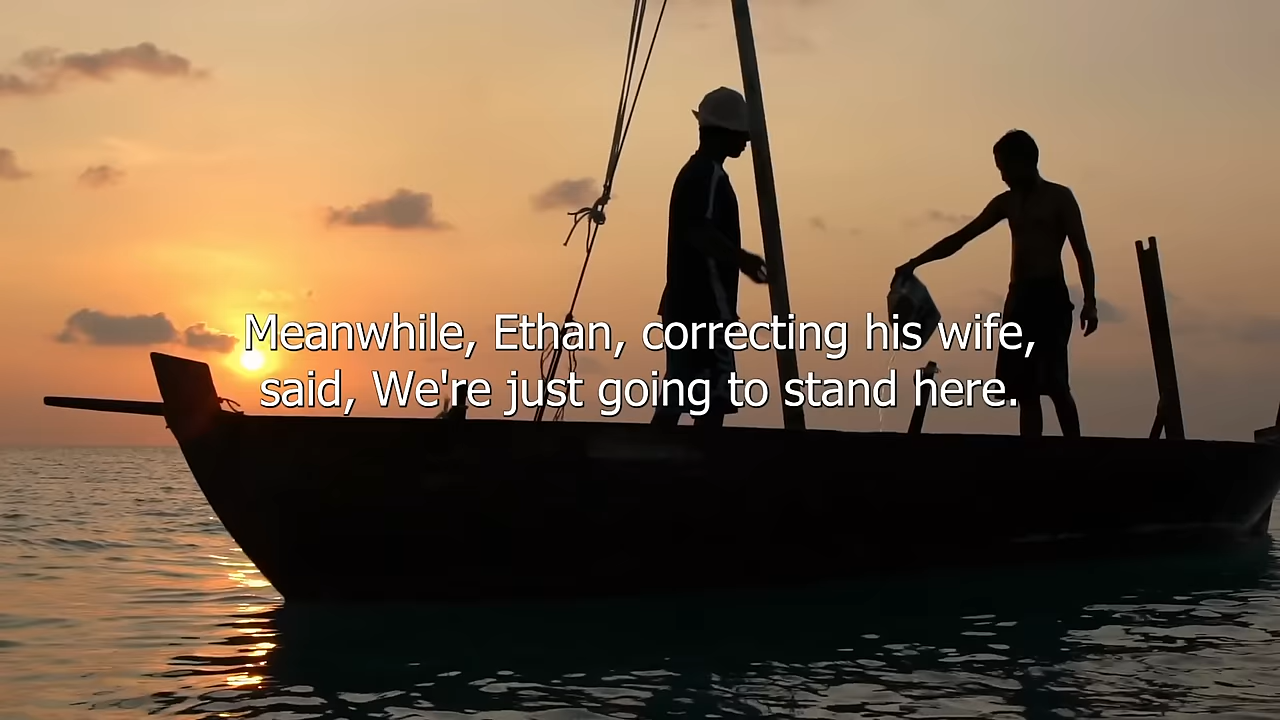 Meanwhile, Ethan, correcting his wife,
said, We're just going to stand here.